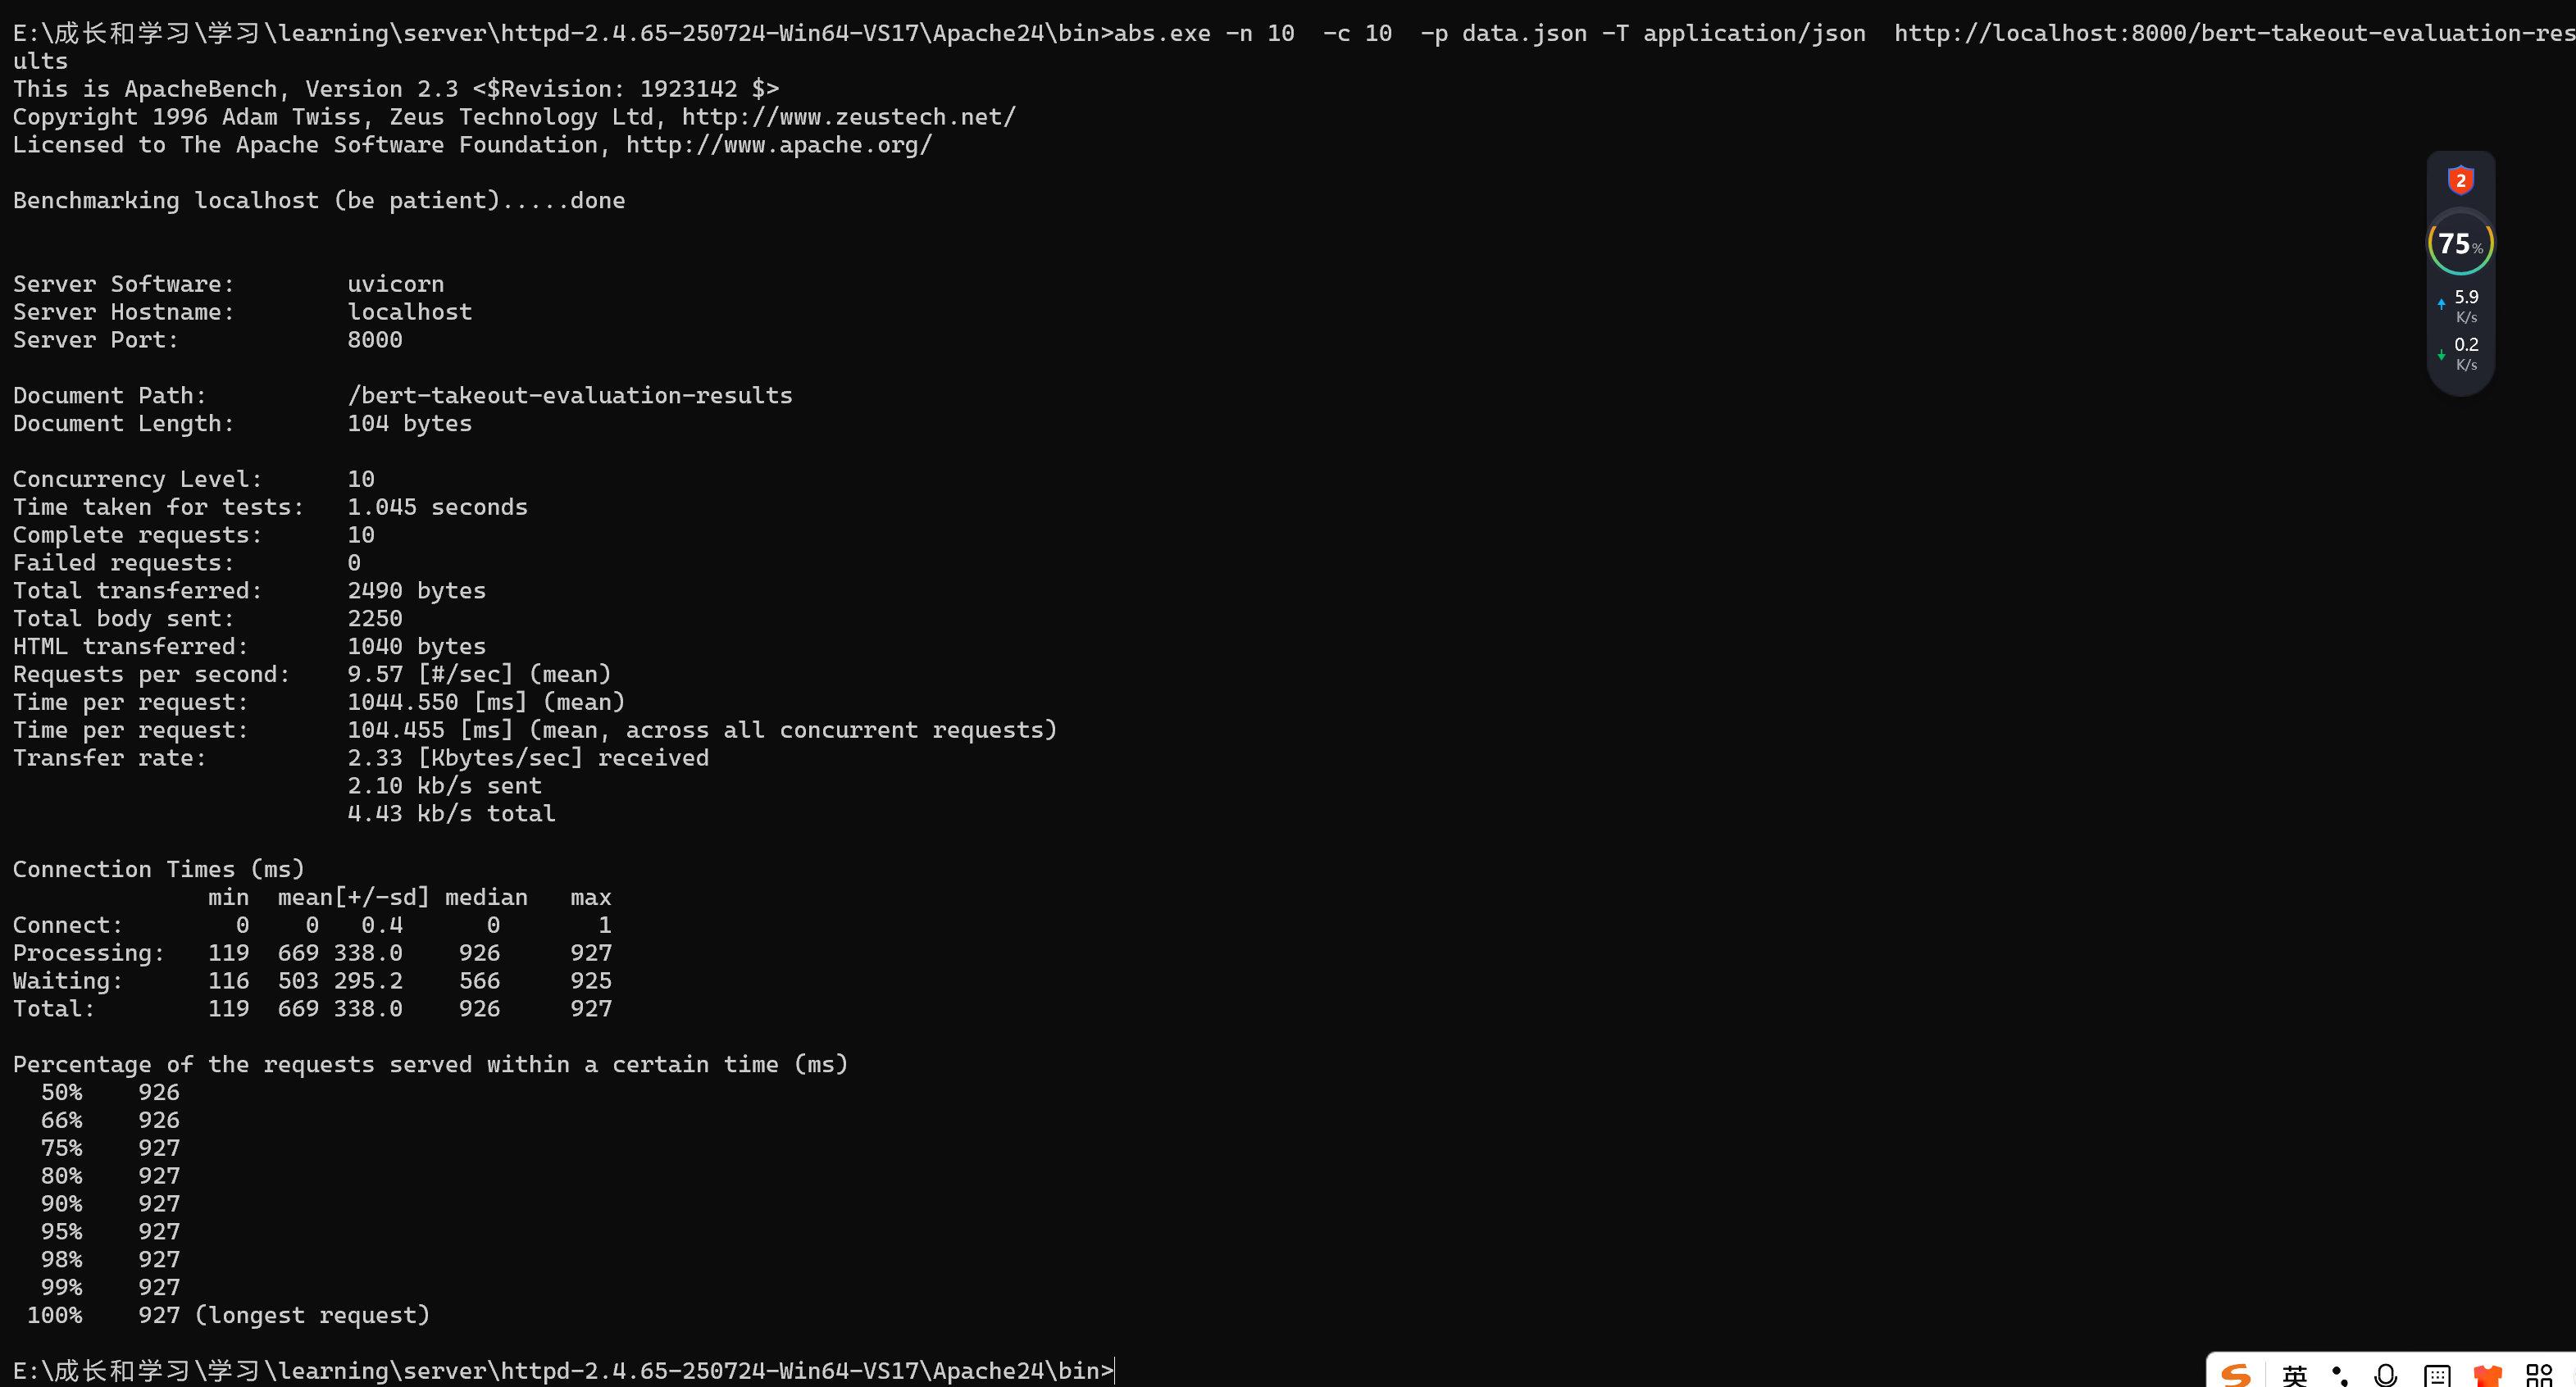 E:\成长和学习\学习\learning\server\httpd-2.4.65-250724-Win64-VS17\Apache24\bin>abs.exe -n 10  -c 10  -p data.json -T application/json  http://localhost:8000/bert-takeout-evaluation-res
ults
This is ApacheBench, Version 2.3 <$Revision: 1923142 $>
Copyright 1996 Adam Twiss, Zeus Technology Ltd, http://www.zeustech.net/
Licensed to The Apache Software Foundation, http://www.apache.org/
Benchmarking localhost (be patient).....done
Server Software:        uvicorn
Server Hostname:        localhost
Server Port:            8000
Document Path:          /bert-takeout-evaluation-results
Document Length:        104 bytes
Concurrency Level:      10
Time taken for tests:   1.045 seconds
Complete requests:      10
Failed requests:        0
Total transferred:      2490 bytes
Total body sent:        2250
HTML transferred:       1040 bytes
Requests per second:    9.57 [#/sec] (mean)
Time per request:       1044.550 [ms] (mean)
Time per request:       104.455 [ms] (mean, across all concurrent requests)
Transfer rate:          2.33 [Kbytes/sec] received
                        2.10 kb/s sent
                        4.43 kb/s total
Connection Times (ms)
              min  mean[+/-sd] median   max
Connect:        0    0   0.4      0       1
Processing:   119  669 338.0    926     927
Waiting:      116  503 295.2    566     925
Total:        119  669 338.0    926     927
Percentage of the requests served within a certain time (ms)
  50%    926
  66%    926
  75%    927
  80%    927
  90%    927
  95%    927
  98%    927
  99%    927
 100%    927 (longest request)
E:\成长和学习\学习\learning\server\httpd-2.4.65-250724-Win64-VS17\Apache24\bin>
2
75%
5.9
K/s
0.2
K/s
英